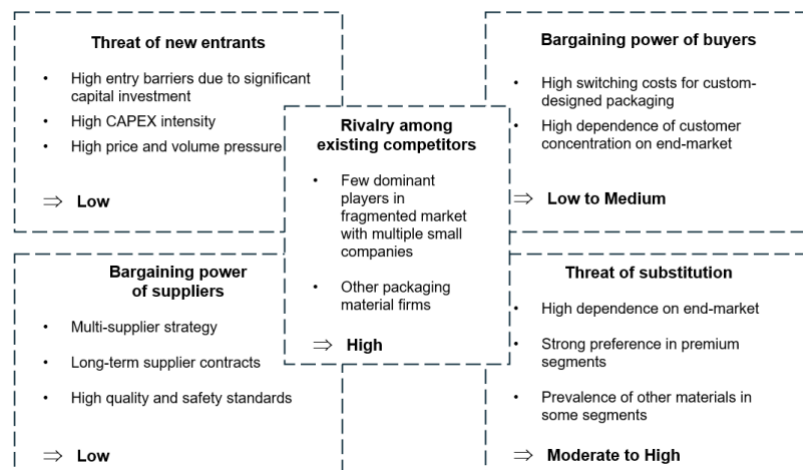 Threat of new entrants
• High entry barriers due to significant
capital investment
• High CAPEX intensity
• High price and volume pressure
⇒ Low
Bargaining power of buyers
• High switching costs for custom-
designed packaging
• High dependence of customer
concentration on end-market
⇒ Low to Medium
Rivalry among
existing competitors
• Few dominant
players in
fragmented market
with multiple small
companies
• Other packaging
material firms
⇒ High
Bargaining power
of suppliers
• Multi-supplier strategy
• Long-term supplier contracts
• High quality and safety standards
⇒ Low
Threat of substitution
• High dependence on end-market
• Strong preference in premium
segments
• Prevalence of other materials in
some segments
⇒ Moderate to High